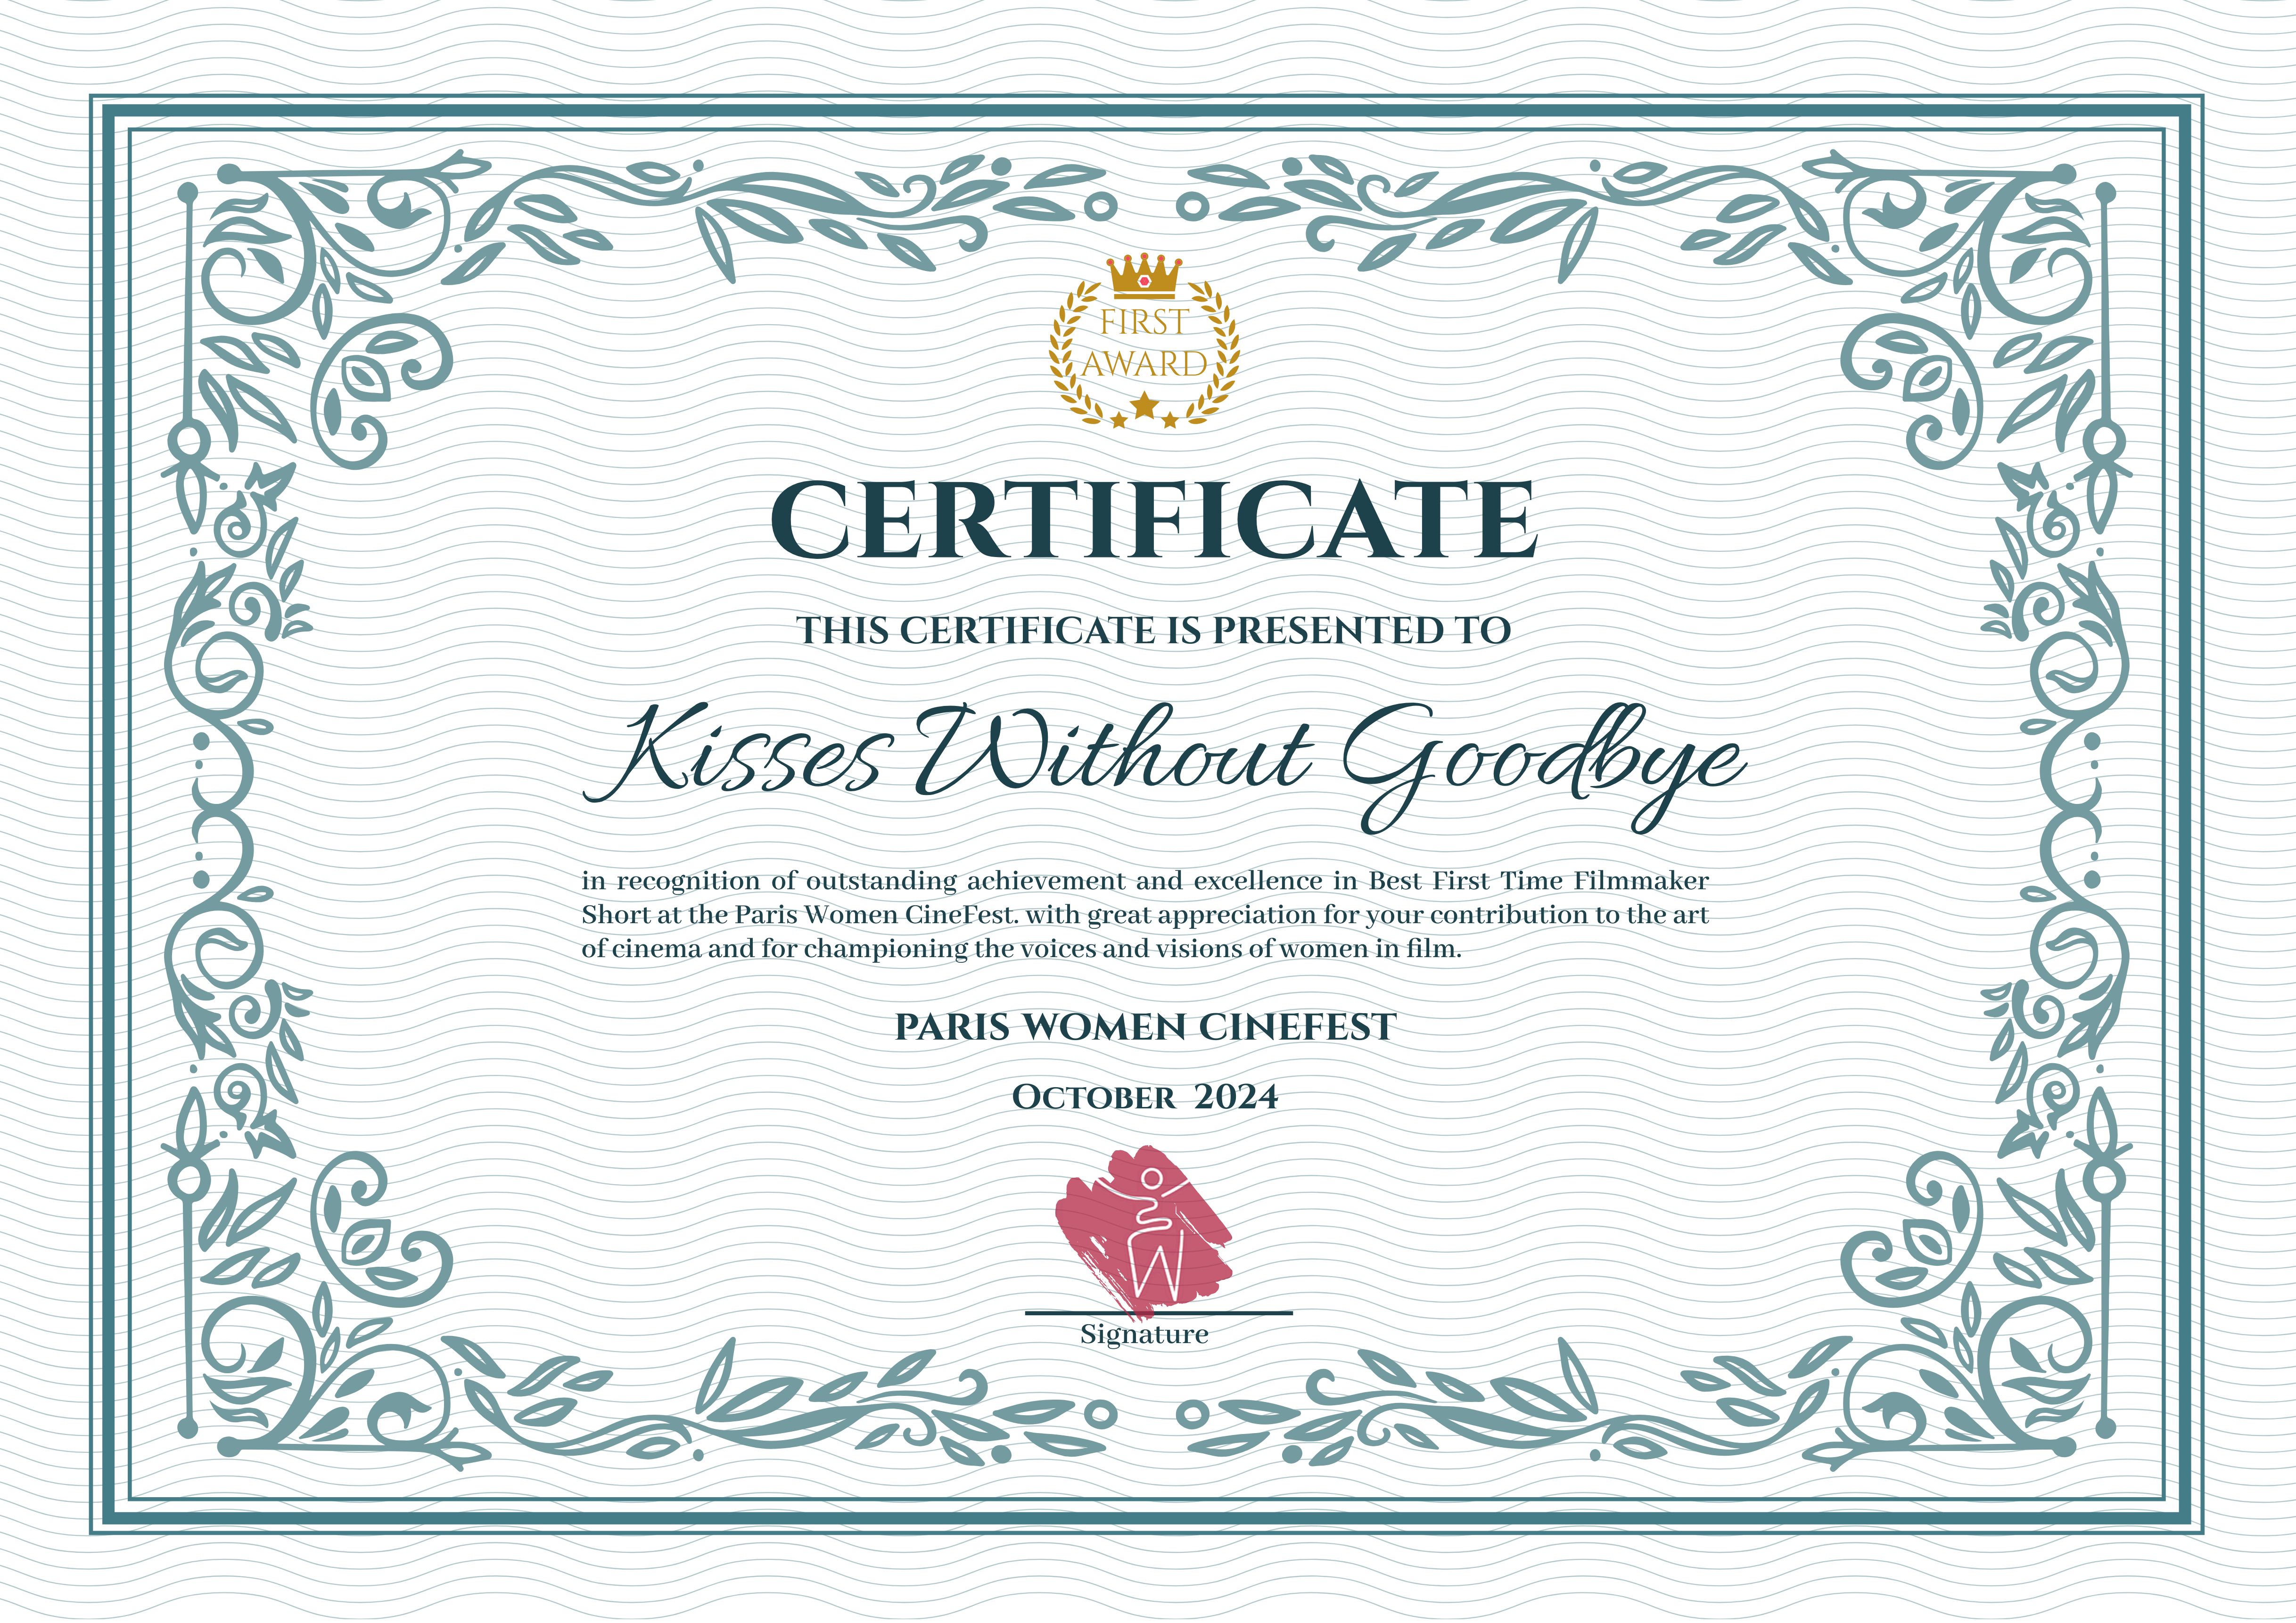 FIRST
AWARD
CERTIFICATE
THIS CERTIFICATE IS PRESENTED TO
Kisses Without Goodbye
in recognition of outstanding achievement and excellence in Best First Time Filmmaker
Short at the Paris Women CineFest. with great appreciation for your contribution to the art
of cinema and for championing the voices and visions of women in film.
PARIS WOMEN CINEFEST
October 2024
Signature